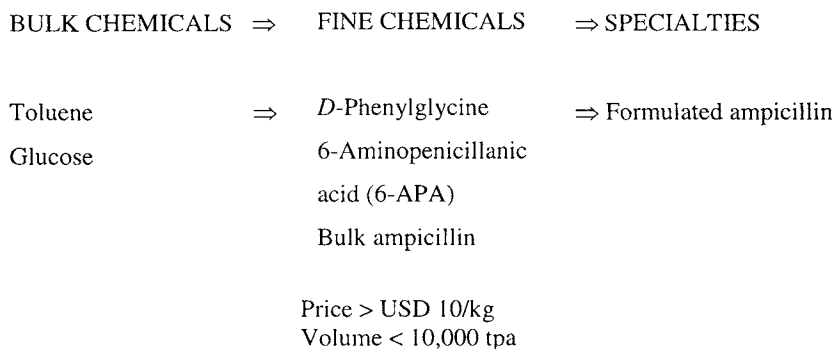 BULK CHEMICALS ⇒ FINE CHEMICALS ⇒ SPECIALTIES
Toluene ⇒ D-Phenylglycine ⇒ Formulated ampicillin
Glucose 6-Aminopenicillanic
acid (6-APA)
Bulk ampicillin
Price > USD 10/kg
Volume < 10,000 tpa